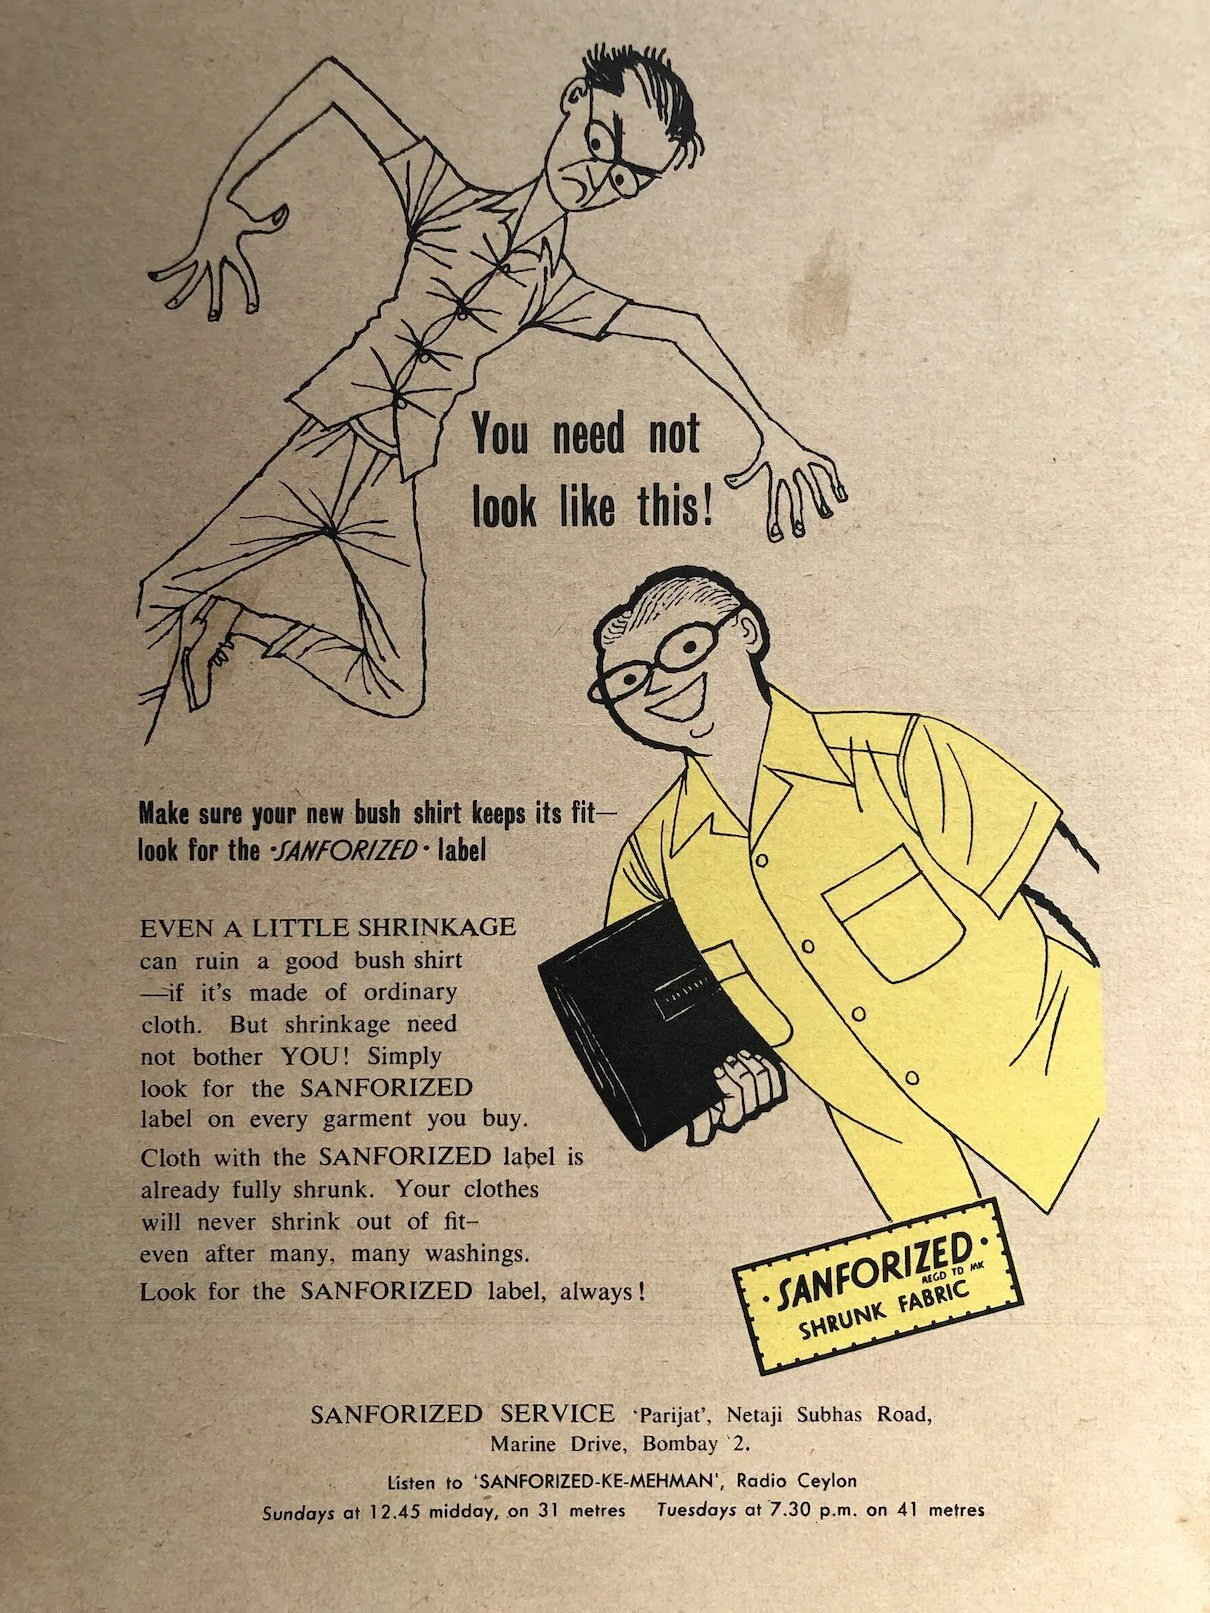 You need not
look like this!
Make sure your new bush shirt keeps its fit—
look for the ·SANFORIZED· label
EVEN A LITTLE SHRINKAGE
can ruin a good bush shirt
—if it's made of ordinary
cloth. But shrinkage need
not bother YOU! Simply
look for the SANFORIZED
label on every garment you buy.
Cloth with the SANFORIZED label is
already fully shrunk. Your clothes
will never shrink out of fit–
even after many, many washings.
Look for the SANFORIZED label, always!
·SANFORIZED·
REGD TD MK
SHRUNK FABRIC
SANFORIZED SERVICE 'Parijat', Netaji Subhas Road,
Marine Drive, Bombay 2.
Listen to 'SANFORIZED-KE-MEHMAN', Radio Ceylon
Sundays at 12.45 midday, on 31 metres Tuesdays at 7.30 p.m. on 41 metres